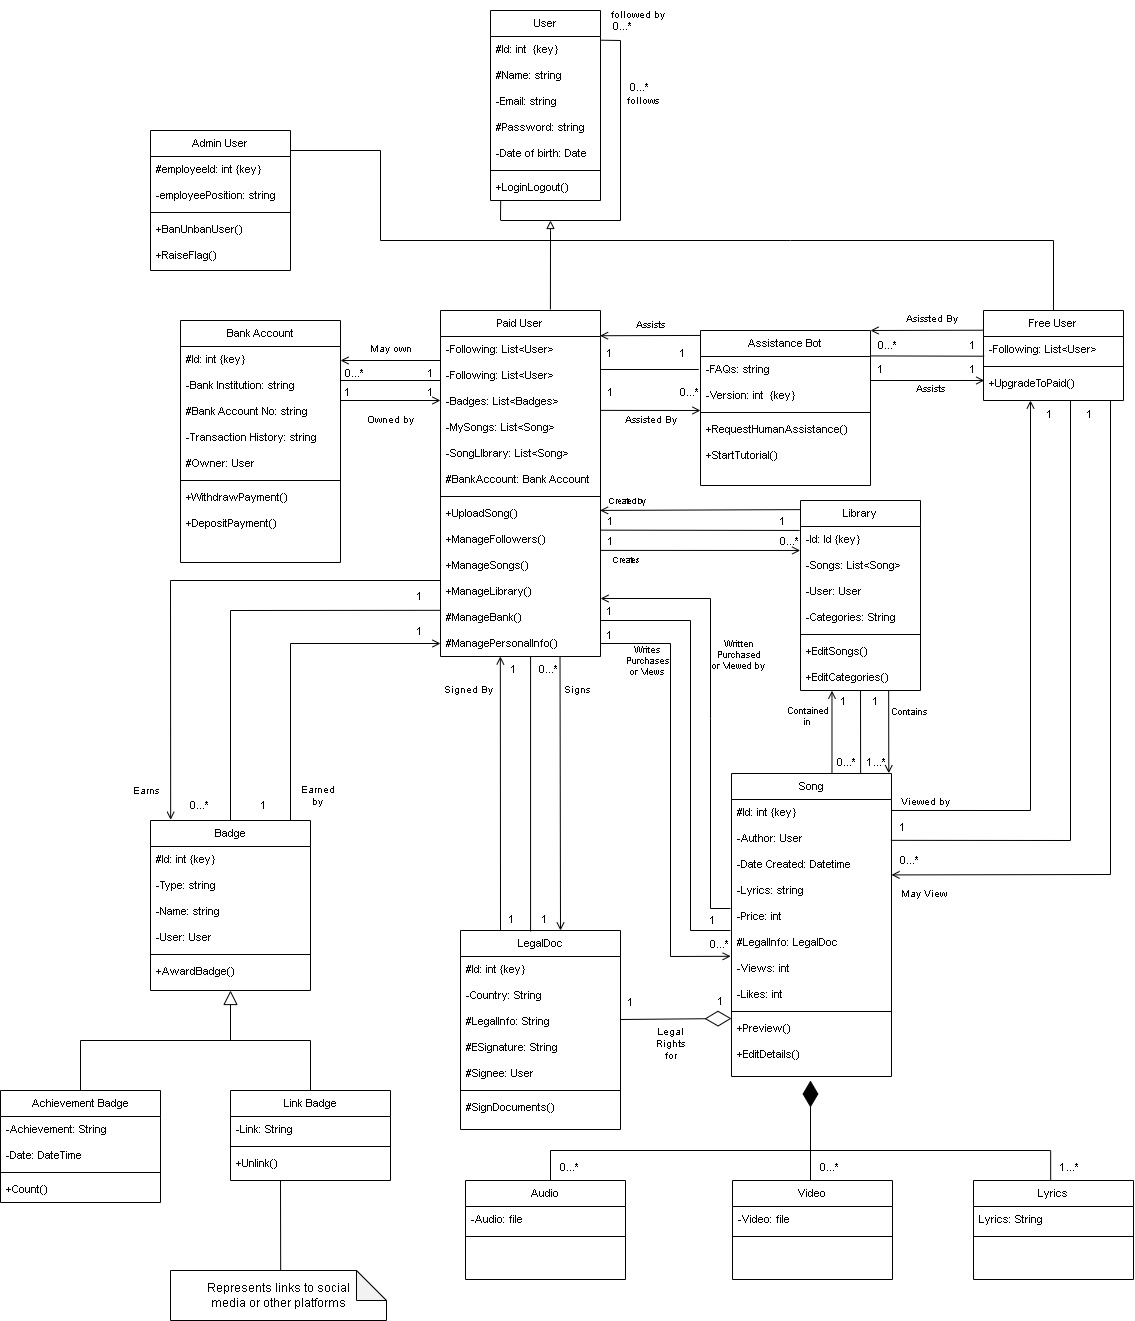 User
#Id: int  {key}
#Name: string
-Email: string
#Password: string
-Date of birth: Date
+LoginLogout()
followed by
0...*
0...*
follows
Admin User
#employeeId: int {key}
-employeePosition: string
+BanUnbanUser()
+RaiseFlag()
Bank Account
#Id: int {key}
-Bank Institution: string
#Bank Account No: string
-Transaction History: string
#Owner: User
+WithdrawPayment()
+DepositPayment()
May own
0...*
1
1
1
Owned by
Paid User
-Following: List<User>
-Following: List<User>
-Badges: List<Badges>
-MySongs: List<Song>
-SongLIbrary: List<Song>
#BankAccount: Bank Account
+UploadSong()
+ManageFollowers()
+ManageSongs()
+ManageLibrary()
#ManageBank()
#ManagePersonalInfo()
Assists
1
1
1
0...*
Assisted By
Assistance Bot
-FAQs: string
-Version: int  {key}
+RequestHumanAssistance()
+StartTutorial()
Asissted By
0...*
1
1
1
Assists
Free User
-Following: List<User>
+UpgradeToPaid()
1
1
Created by
1
1
1
0...*
Creates
Library
-Id: Id {key}
-Songs: List<Song>
-User: User
-Categories: String
+EditSongs()
+EditCategories()
1
1
Writes
Purchases
or Views
Written
Purchased
or Viewed by
Contained
in
1
1
Contains
0...*
1...*
1
1
Signed By
1
0...*
Signs
Earns
0...*
1
Earned
by
Badge
#Id: int {key}
-Type: string
-Name: string
-User: User
+AwardBadge()
Song
#Id: int {key}
-Author: User
-Date Created: Datetime
-Lyrics: string
-Price: int
#LegalInfo: LegalDoc
-Views: int
-Likes: int
+Preview()
+EditDetails()
Viewed by
1
0...*
May View
1
0...*
1
1
LegalDoc
#Id: int {key}
-Country: String
#LegalInfo: String
#ESignature: String
#Signee: User
#SignDocuments()
1
1
Legal
Rights
for
Achievement Badge
-Achievement: String
-Date: DateTime
+Count()
Link Badge
-Link: String
+Unlink()
Represents links to social
media or other platforms
0...*
0...*
1...*
Audio
-Audio: file
Video
-Video: file
Lyrics
Lyrics: String